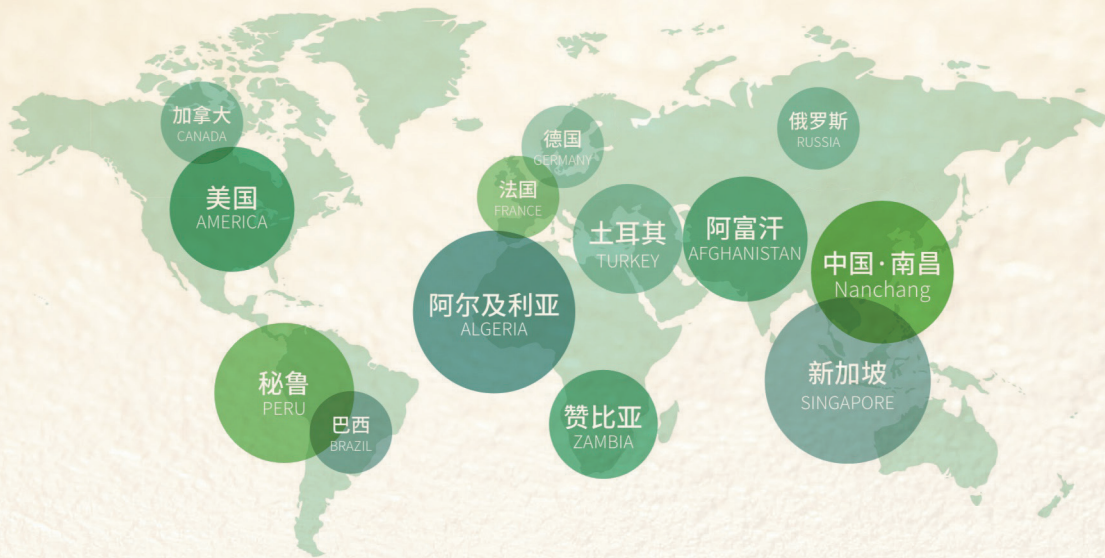 加拿大
CANADA
美国
AMERICA
德国
GERMANY
法国
FRANCE
俄罗斯
RUSSIA
土耳其
TURKEY
阿富汗
AFGHANISTAN
中国·南昌
Nanchang
阿尔及利亚
ALGERIA
新加坡
SINGAPORE
秘鲁
PERU
巴西
BRAZIL
赞比亚
ZAMBIA